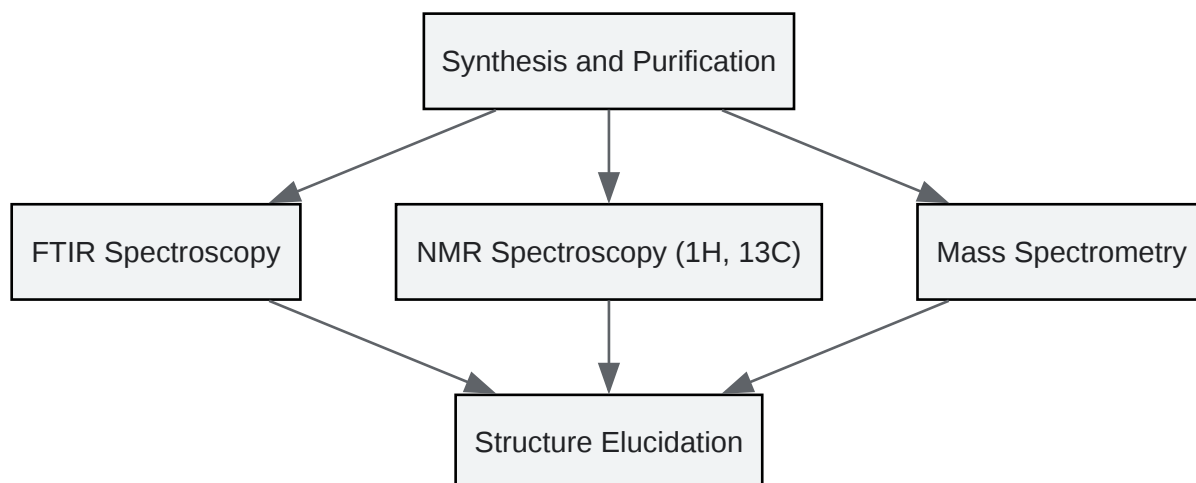 Synthesis and Purification
FTIR Spectroscopy
NMR Spectroscopy (1H, 13C)
Mass Spectrometry
Structure Elucidation